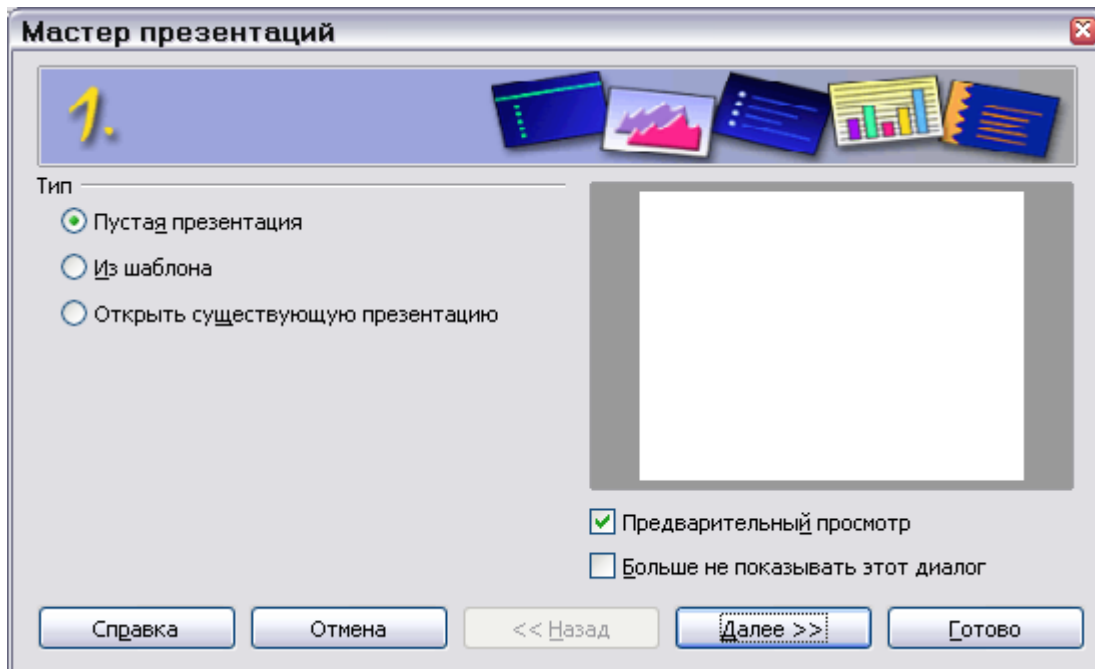 Мастер презентаций
1.
Тип
Пустая презентация
Из шаблона
Открыть существующую презентацию
Предварительный просмотр
Больше не показывать этот диалог
Справка
Отмена
<< Назад
Далее >>
Готово